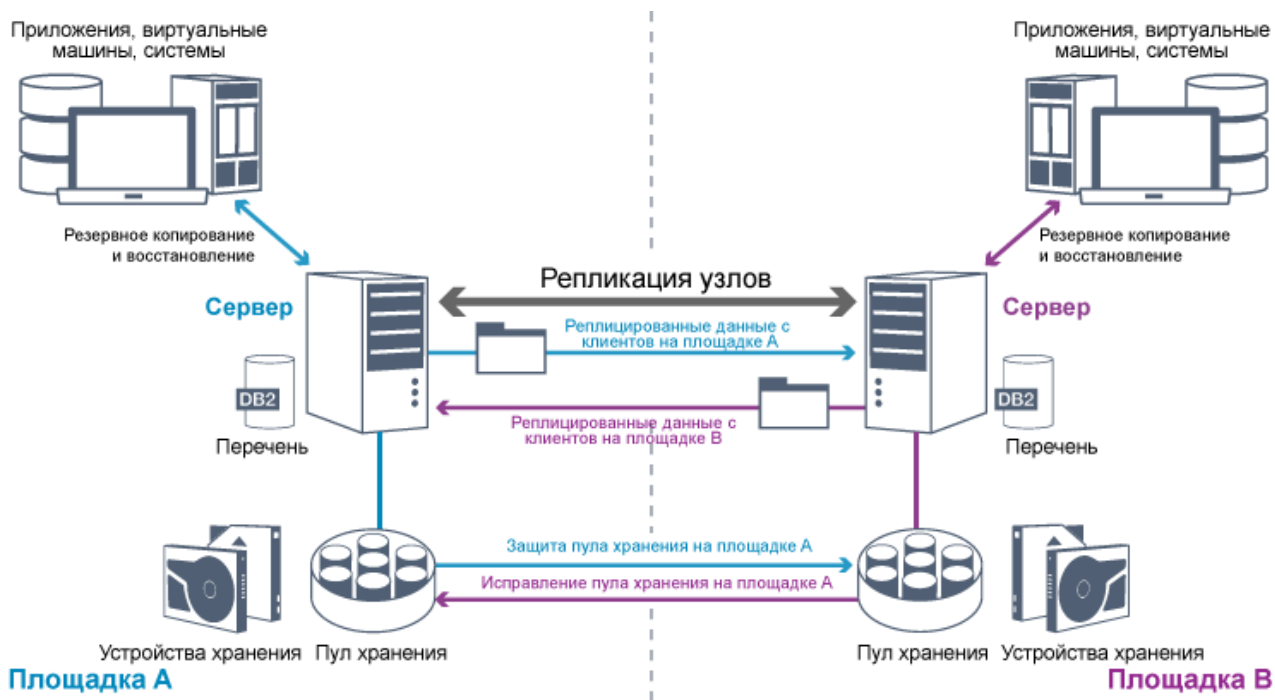 Приложения, виртуальные
машины, системы
Приложения, виртуальные
машины, системы
Резервное копирование
и восстановление
Резервное копирование
и восстановление
Репликация узлов
Сервер
Сервер
Реплицированные данные с
клиентов на площадке A
DB2
DB2
Реплицированные данные с
клиентов на площадке B
Перечень
Перечень
Защита пула хранения на площадке A
Исправление пула хранения на площадке A
Устройства хранения
Пул хранения
Пул хранения
Устройства хранения
Площадка A
Площадка B